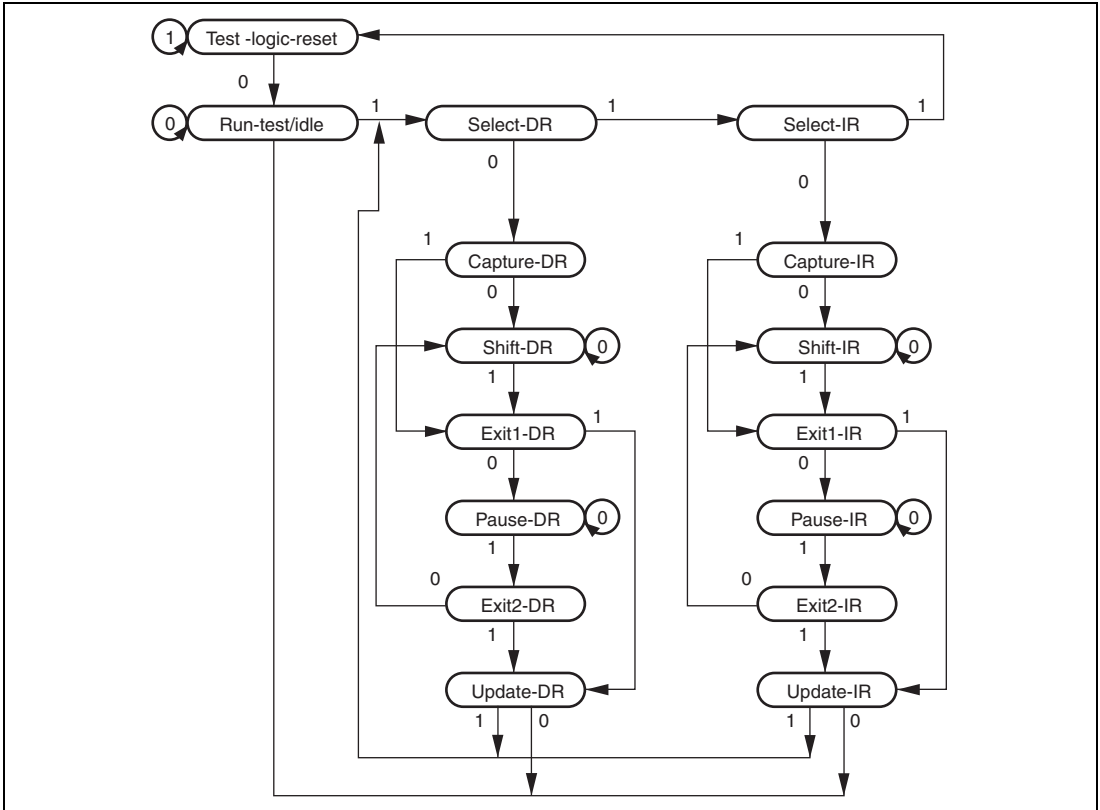 1 Test -logic-reset
0
0 Run-test/idle 1 Select-DR 1 Select-IR 1
0 0
1 1
Capture-DR Capture-IR
0 0
Shift-DR 0 Shift-IR 0
1 1
1 1
Exit1-DR Exit1-IR
0 0
Pause-DR 0 Pause-IR 0
1 1
0 0
Exit2-DR Exit2-IR
1 1
Update-DR Update-IR
1 0 1 0